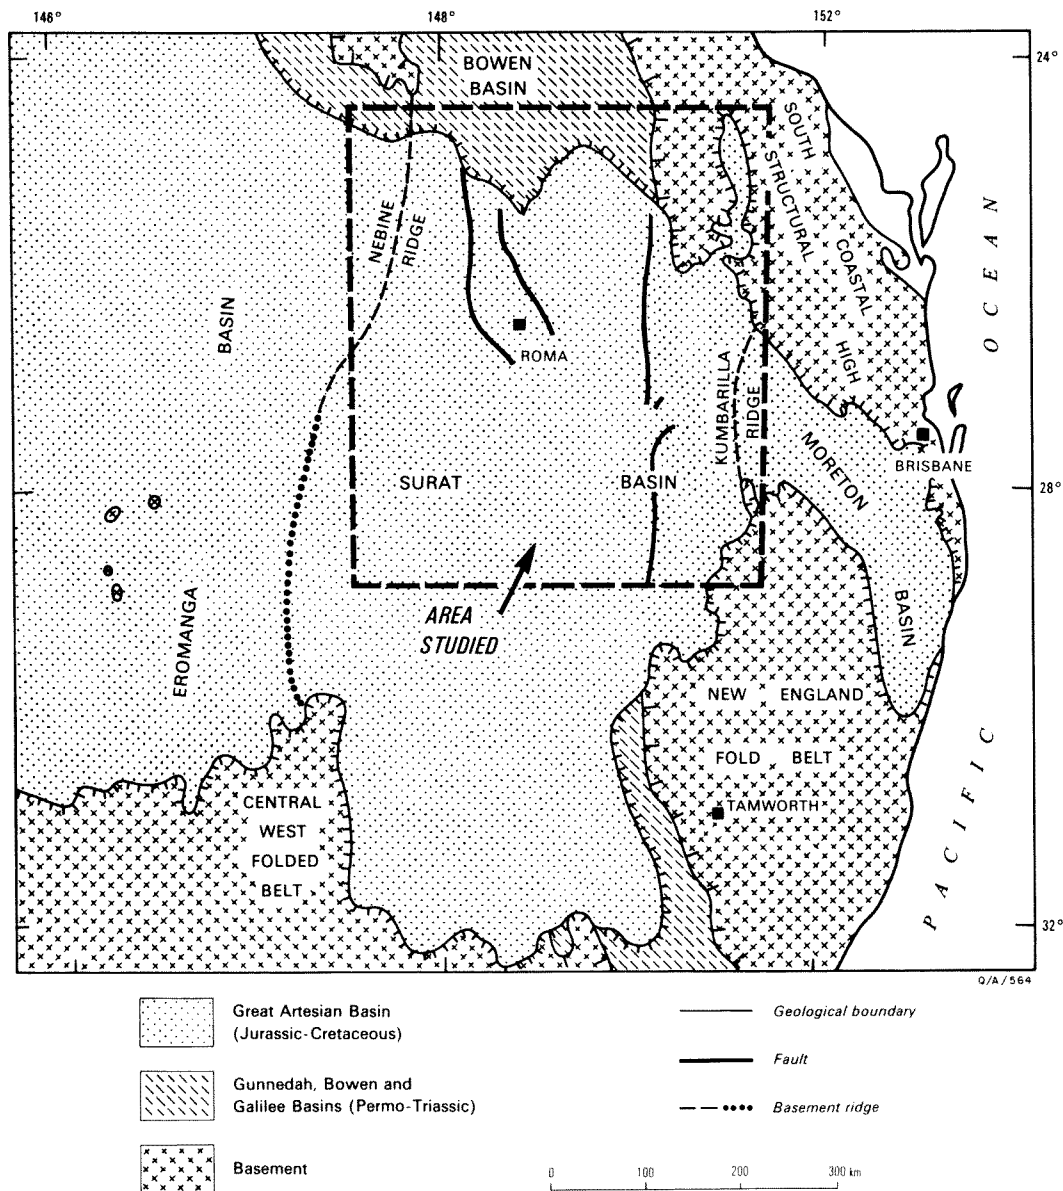 146°
148°
152°
24°
BOWEN
BASIN
SOUTH
STRUCTURAL
COASTAL
HIGH
OCEAN
NEBINE
RIDGE
BASIN
ROMA
KUMBARILLA
RIDGE
MORETON
BRISBANE
28°
SURAT
BASIN
AREA
STUDIED
EROMANGA
BASIN
NEW ENGLAND
FOLD BELT
TAMWORTH
CENTRAL
WEST
FOLDED
BELT
PACIFIC
32°
Q/A/564
Great Artesian Basin
(Jurassic-Cretaceous)
Gunnedah, Bowen and
Galilee Basins (Permo-Triassic)
Basement
Geological boundary
Fault
Basement ridge
0 100 200 300 km